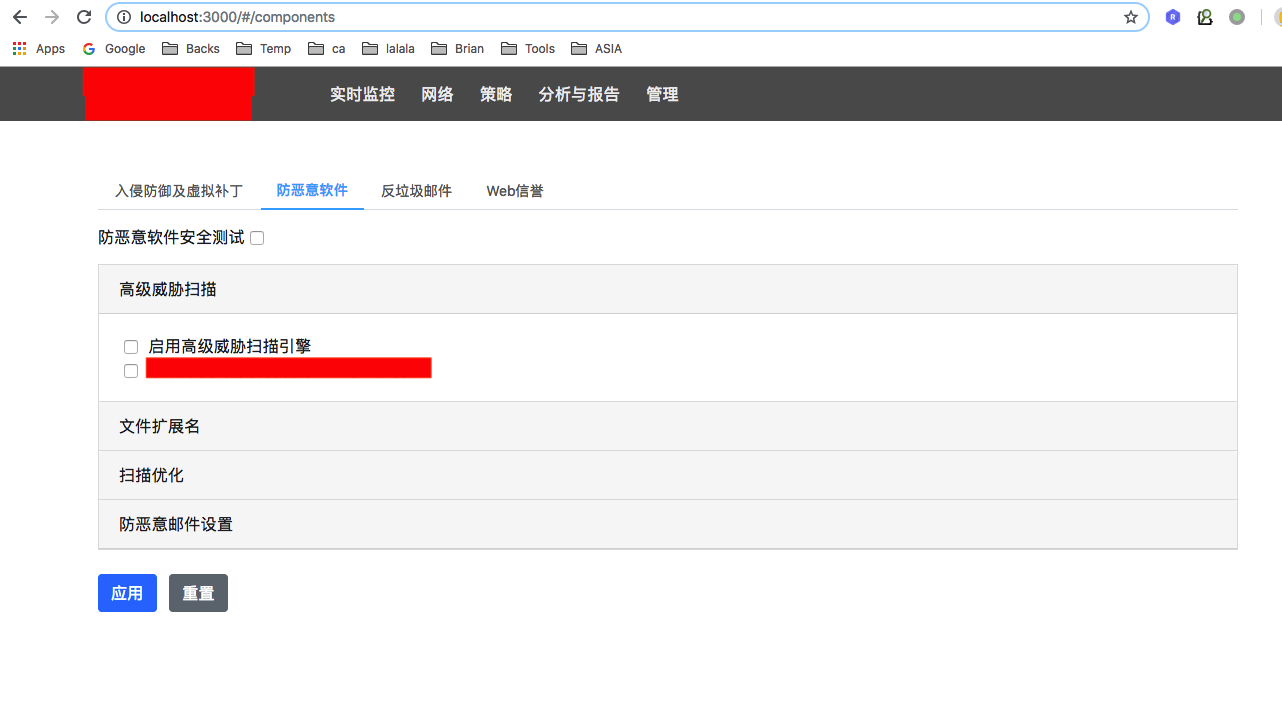 localhost:3000/#/components
Apps Google Backs Temp ca lalala Brian Tools ASIA
实时监控 网络 策略 分析与报告 管理
入侵防御及虚拟补丁 防恶意软件 反垃圾邮件 Web信誉
防恶意软件安全测试
高级威胁扫描
启用高级威胁扫描引擎
文件扩展名
扫描优化
防恶意邮件设置
应用 重置